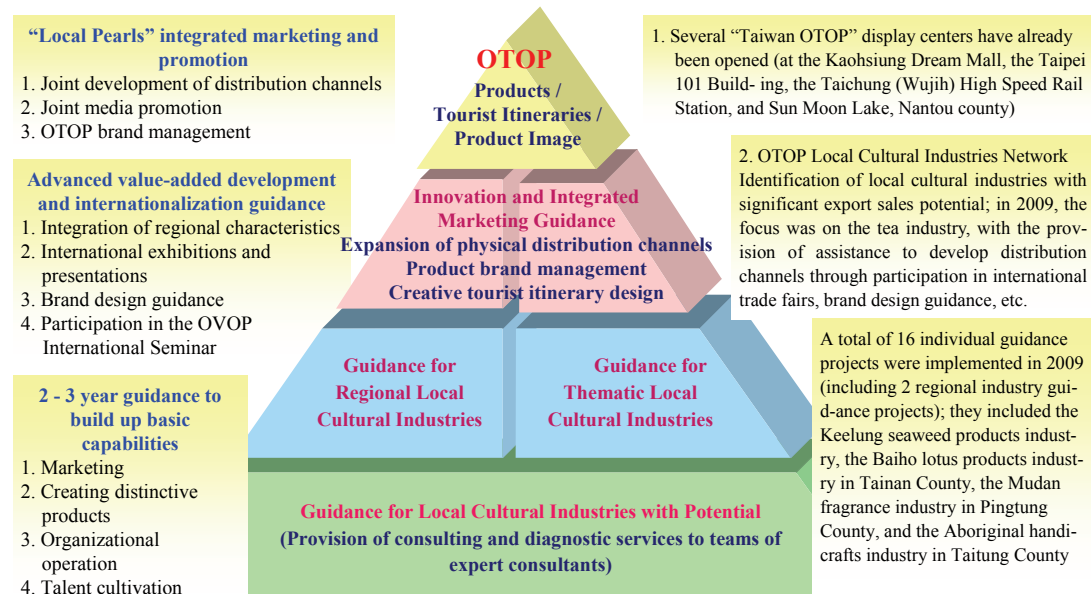 “Local Pearls” integrated marketing and
promotion
1. Joint development of distribution channels
2. Joint media promotion
3. OTOP brand management
Advanced value-added development
and internationalization guidance
1. Integration of regional characteristics
2. International exhibitions and
presentations
3. Brand design guidance
4. Participation in the OVOP
International Seminar
2 - 3 year guidance to
build up basic
capabilities
1. Marketing
2. Creating distinctive
products
3. Organizational
operation
4. Talent cultivation
OTOP
Products /
Tourist Itineraries /
Product Image
Innovation and Integrated
Marketing Guidance
Expansion of physical distribution channels
Product brand management
Creative tourist itinerary design
Guidance for
Regional Local
Cultural Industries
Guidance for
Thematic Local
Cultural Industries
Guidance for Local Cultural Industries with Potential
(Provision of consulting and diagnostic services to teams of
expert consultants)
1. Several “Taiwan OTOP” display centers have already
been opened (at the Kaohsiung Dream Mall, the Taipei
101 Build- ing, the Taichung (Wujih) High Speed Rail
Station, and Sun Moon Lake, Nantou county)
2. OTOP Local Cultural Industries Network
Identification of local cultural industries with
significant export sales potential; in 2009, the
focus was on the tea industry, with the prov-
ision of assistance to develop distribution
channels through participation in international
trade fairs, brand design guidance, etc.
A total of 16 individual guidance
projects were implemented in 2009
(including 2 regional industry gui-
d-ance projects); they included the
Keelung seaweed products indust-
ry, the Baiho lotus products indust-
ry in Tainan County, the Mudan
fragrance industry in Pingtung
County, and the Aboriginal handi-
crafts industry in Taitung County